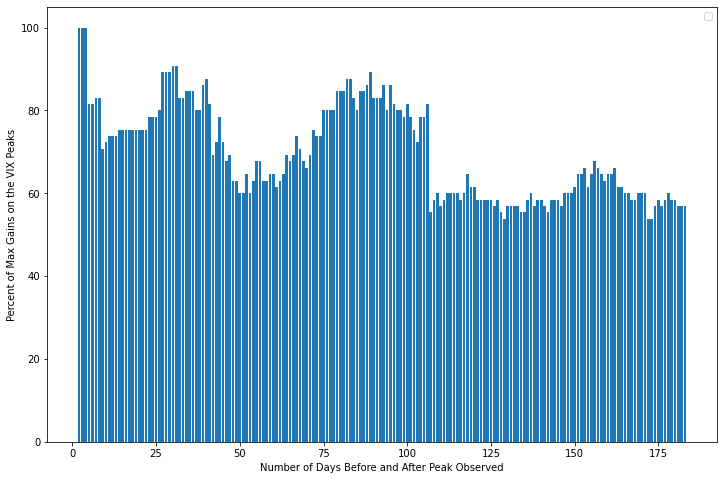 100
80
60
40
20
0
Percent of Max Gains on the VIX Peaks
0 25 50 75 100 125 150 175
Number of Days Before and After Peak Observed